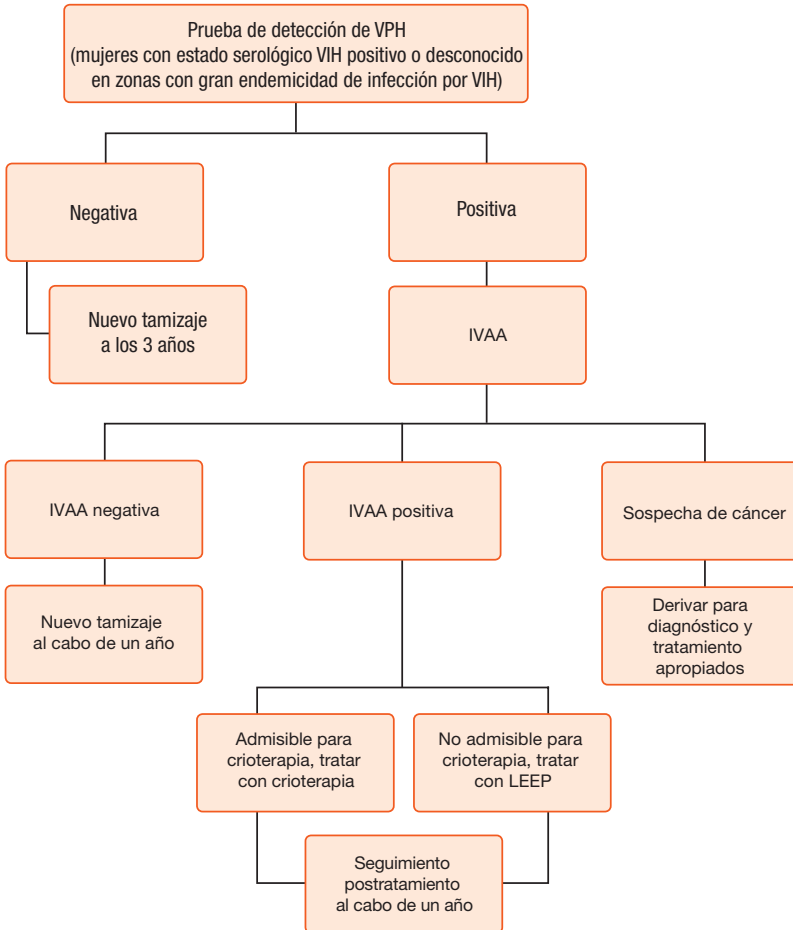 Prueba de detección de VPH
(mujeres con estado serológico VIH positivo o desconocido
en zonas con gran endemicidad de infección por VIH)
Negativa
Positiva
Nuevo tamizaje
a los 3 años
IVAA
IVAA negativa
IVAA positiva
Sospecha de cáncer
Nuevo tamizaje
al cabo de un año
Derivar para
diagnóstico y
tratamiento
apropiados
Admisible para
crioterapia, tratar
con crioterapia
No admisible para
crioterapia, tratar
con LEEP
Seguimiento
postratamiento
al cabo de un año